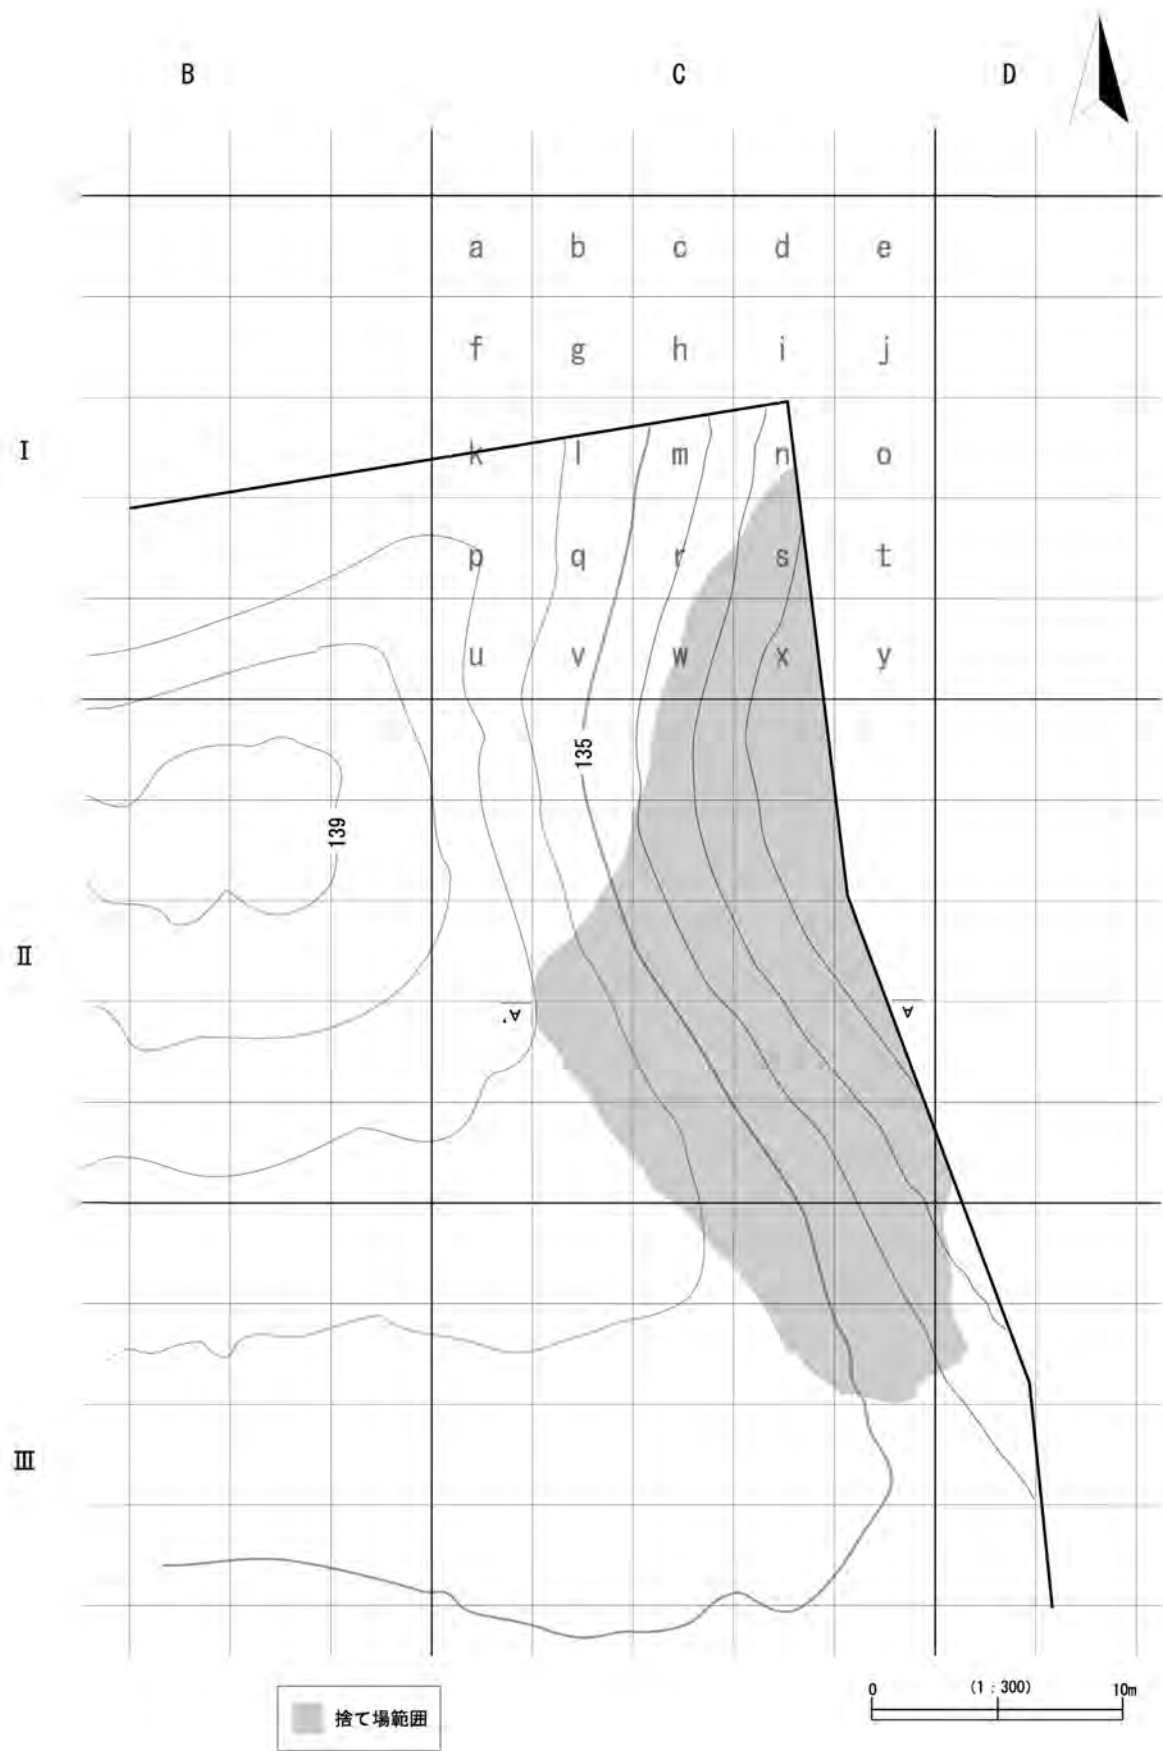 B C D
a b c d e
f g h i j
I
k l m n o
p q r s t
u v w x y
135
139
II
A' A
III
捨て場範囲
0 (1：300) 10m